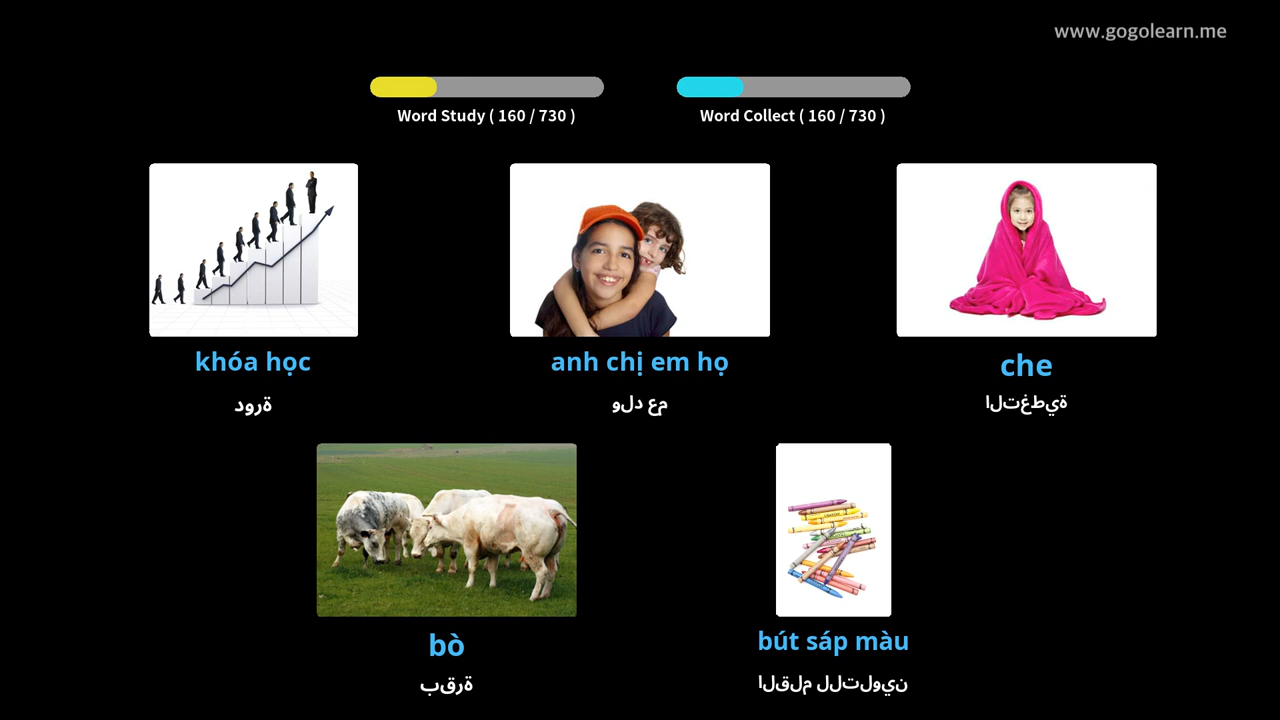 www.gogolearn.me
Word Study ( 160 / 730 )
Word Collect ( 160 / 730 )
khóa học
anh chị em họ
che
دورة
ولد عم
التغطية
bò
bút sáp màu
بقرة
القلم للتلوين